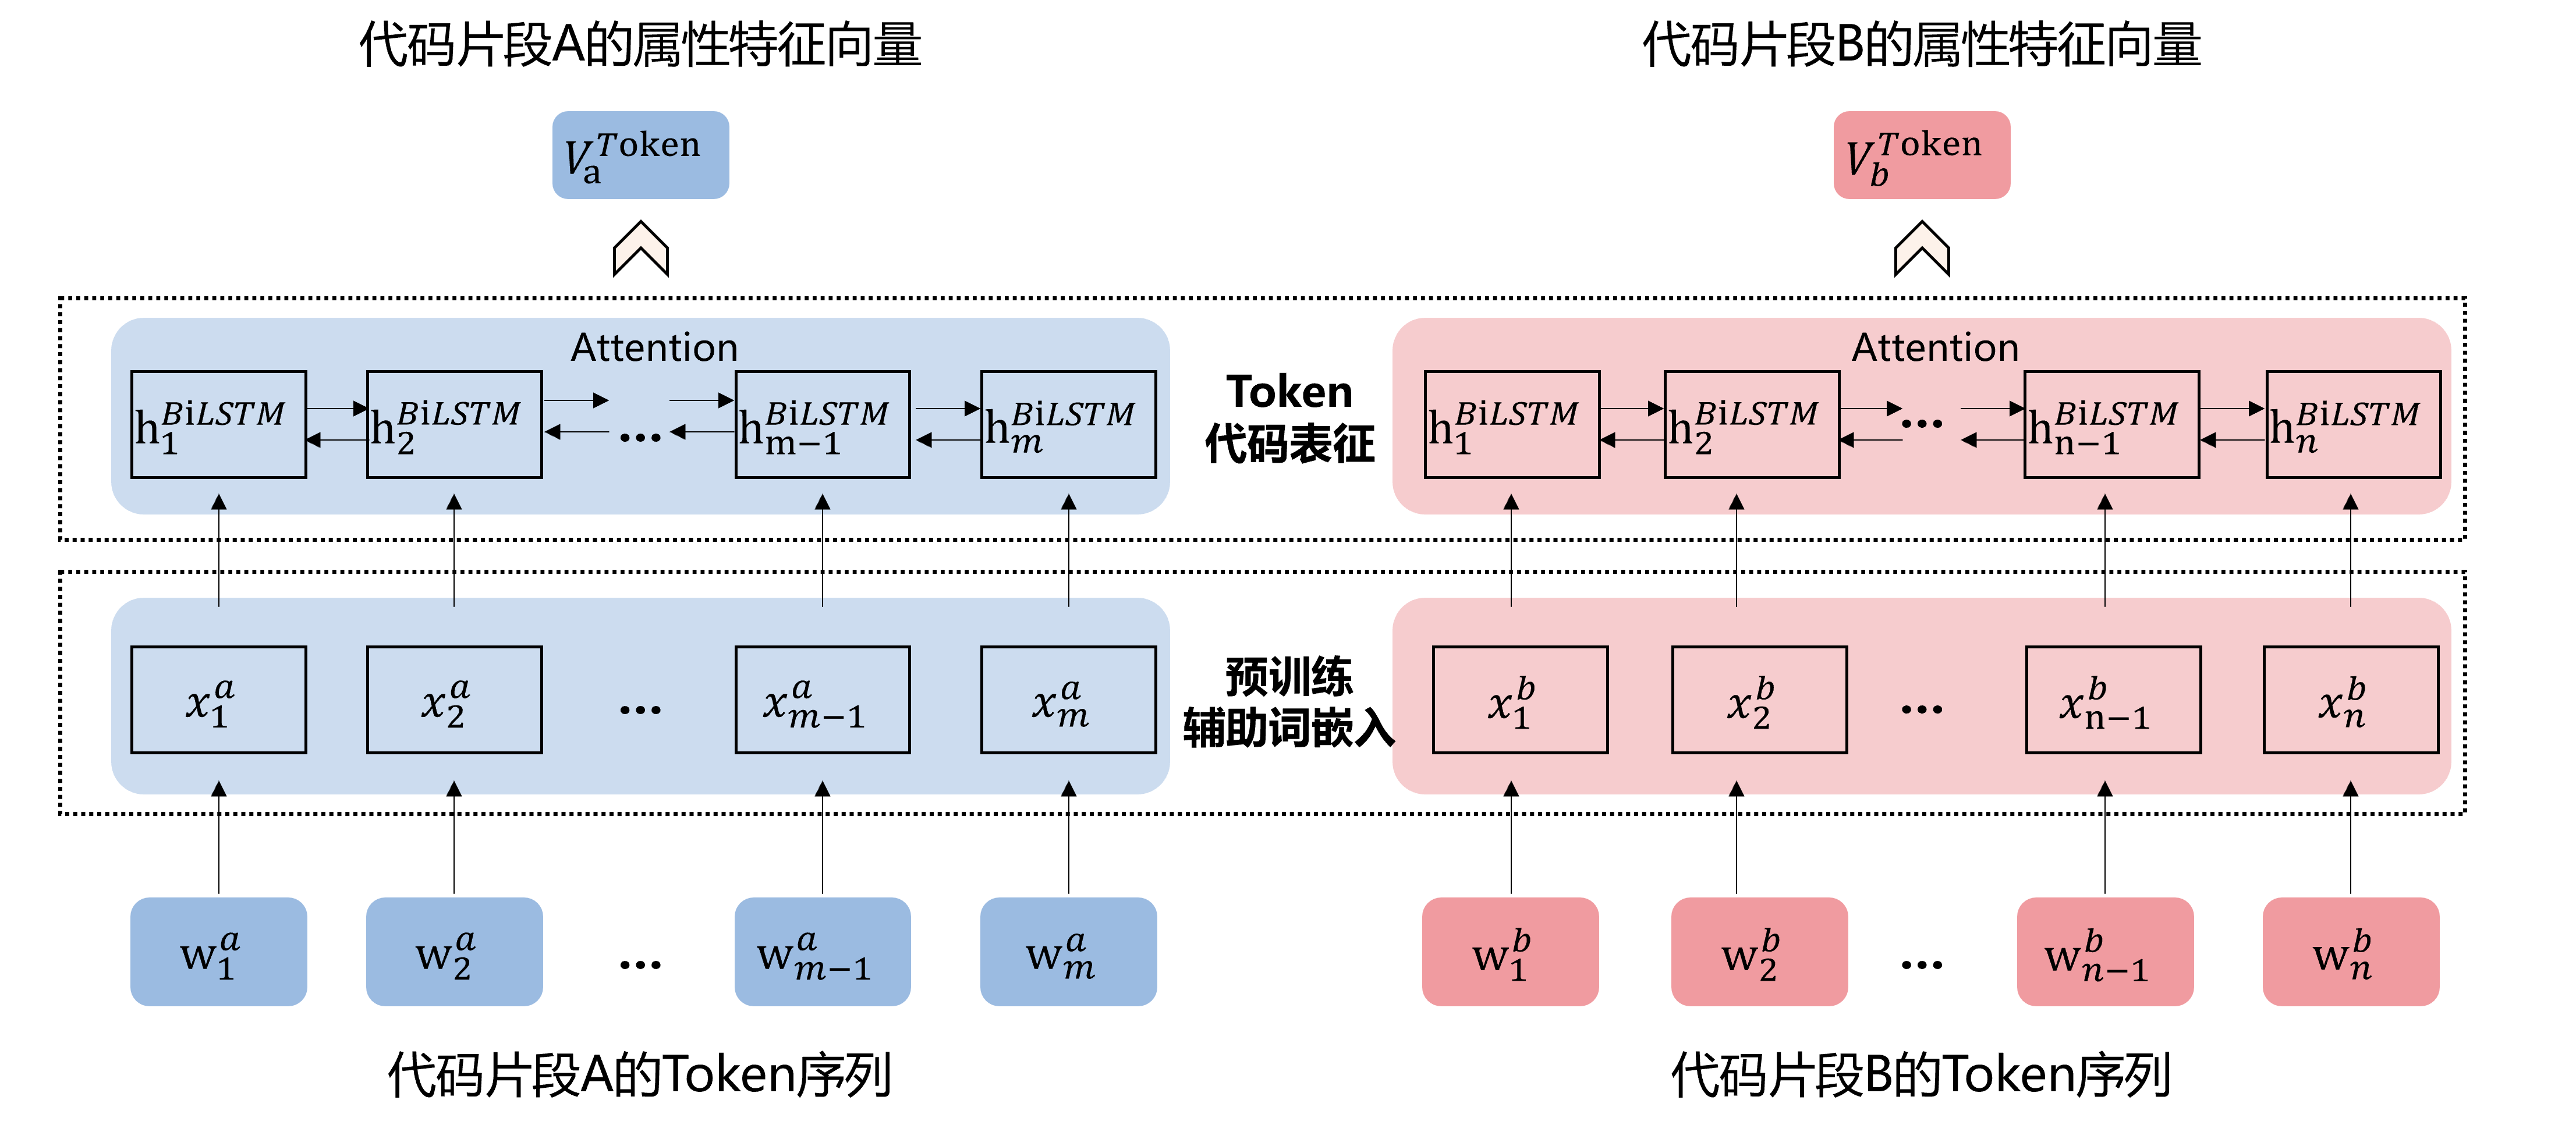 代码片段A的属性特征向量
代码片段B的属性特征向量
V_a^Token
V_b^Token
Attention
Attention
h_1^BiLSTM h_2^BiLSTM ... h_m−1^BiLSTM h_m^BiLSTM
Token
代码表征
h_1^BiLSTM h_2^BiLSTM ... h_n−1^BiLSTM h_n^BiLSTM
x_1^a x_2^a ... x_m−1^a x_m^a
预训练
辅助词嵌入
x_1^b x_2^b ... x_n−1^b x_n^b
w_1^a w_2^a ... w_m−1^a w_m^a
w_1^b w_2^b ... w_n−1^b w_n^b
代码片段A的Token序列
代码片段B的Token序列